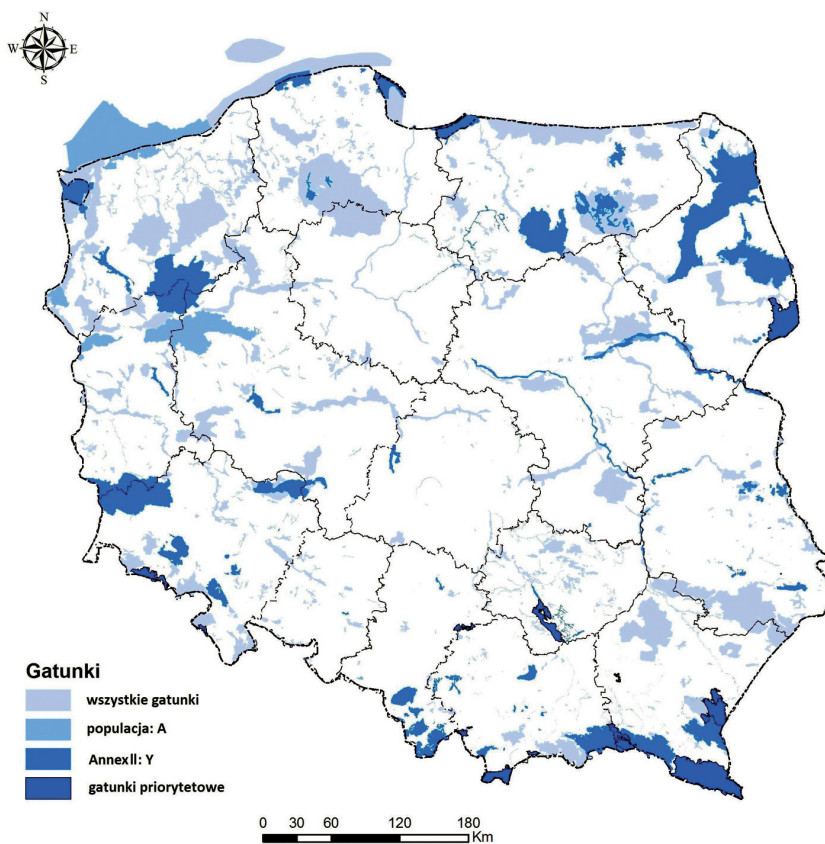 N
W E
S
Gatunki
wszystkie gatunki
populacja: A
AnnexII: Y
gatunki priorytetowe
0 30 60 120 180
Km